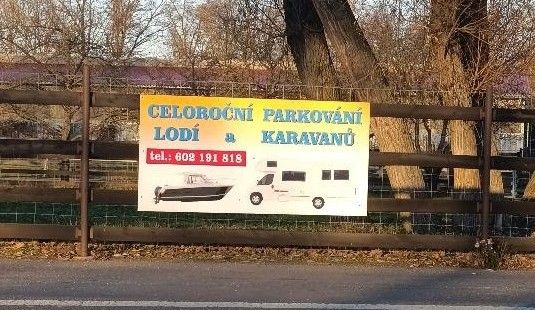 CELOROČNÍ PARKOVÁNÍ
LODÍ a KARAVANŮ
tel.: 602 191 818